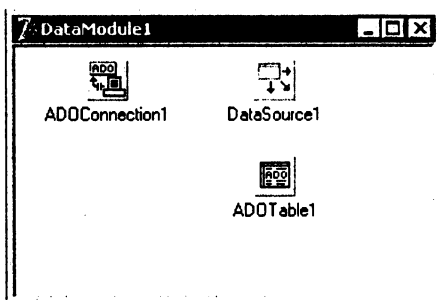 DataModule1
ADO
ADOConnection1
DataSource1
ADO
ADOTable1